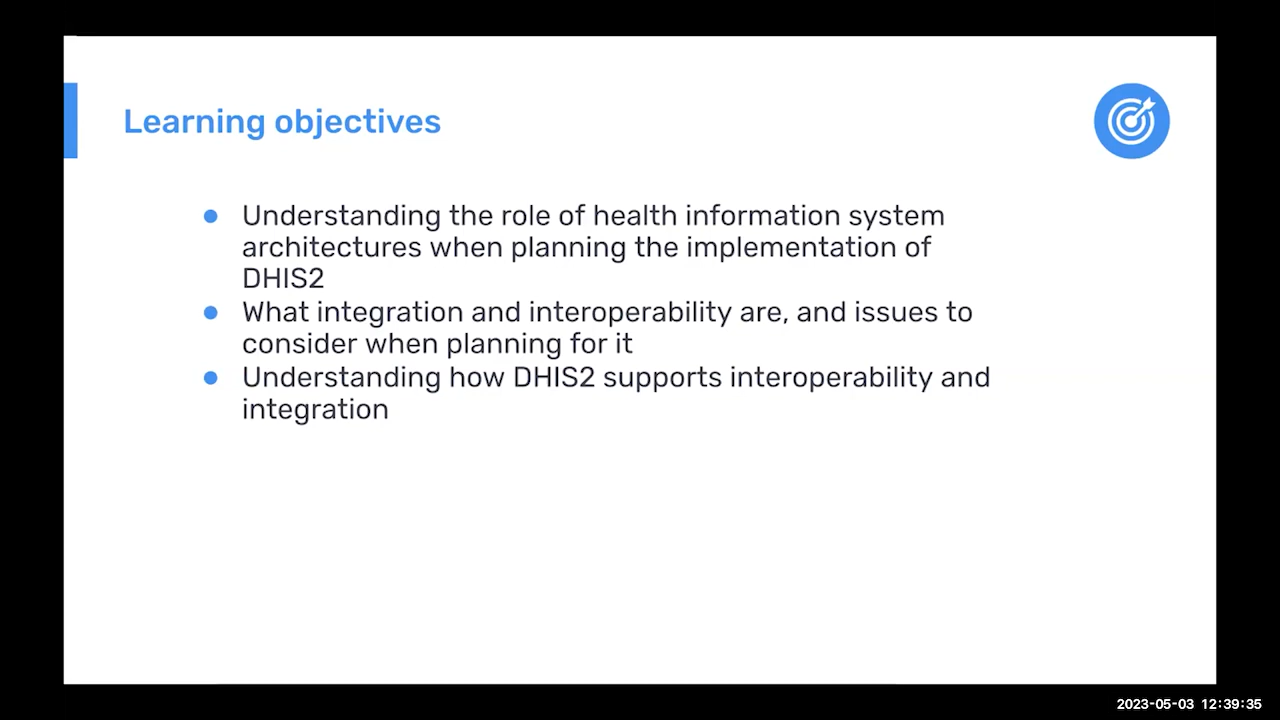 Learning objectives
● Understanding the role of health information system
architectures when planning the implementation of
DHIS2
● What integration and interoperability are, and issues to
consider when planning for it
● Understanding how DHIS2 supports interoperability and
integration
2023-05-03 12:39:35